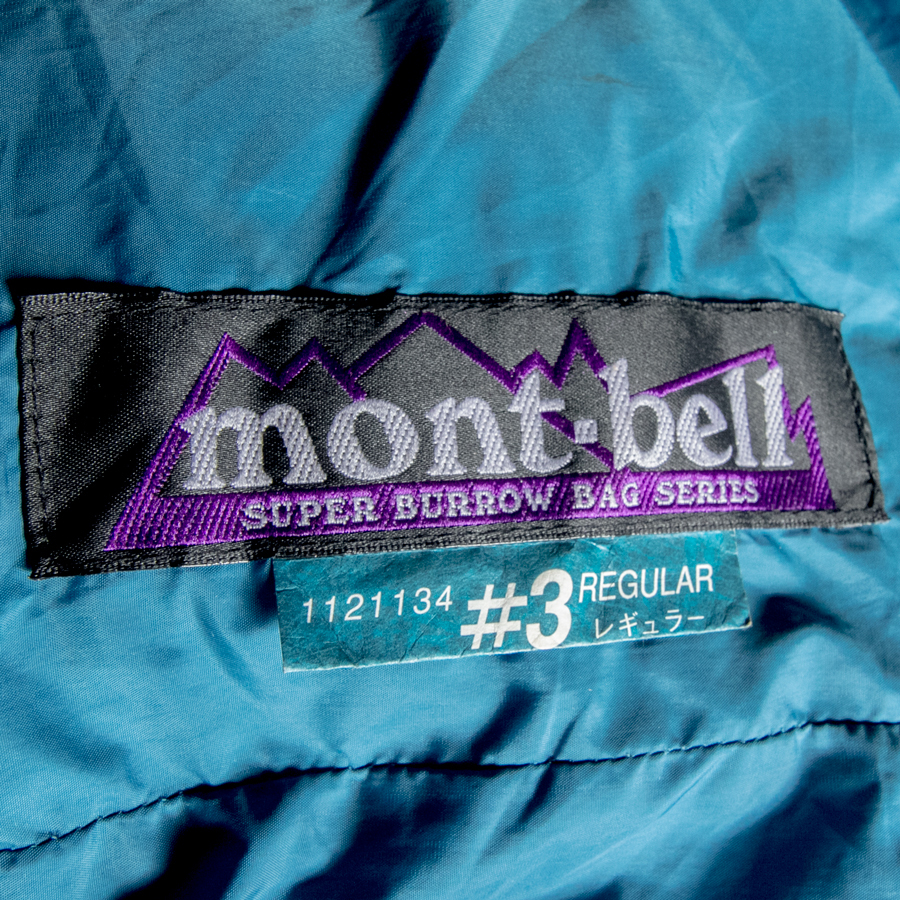 mont-bell
SUPER BURROW BAG SERIES
1121134 #3 REGULAR
レギュラー